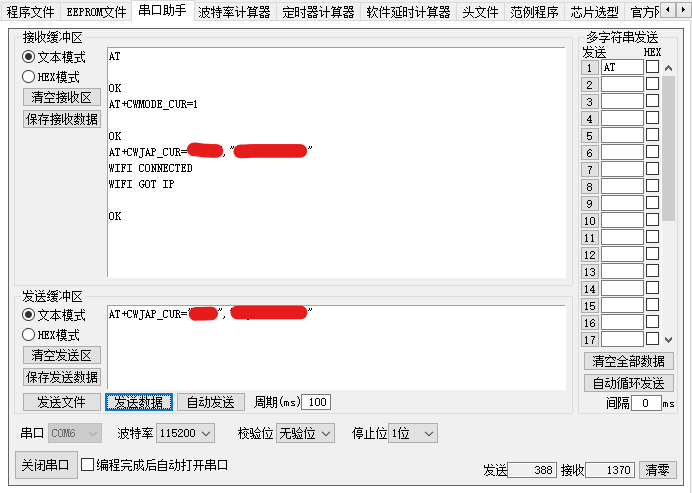 程序文件 EEPROM文件 串口助手 波特率计算器 定时器计算器 软件延时计算器 头文件 范例程序 芯片选型 官方
接收缓冲区
文本模式
HEX模式
清空接收区
保存接收数据
AT
OK
AT+CWMODE_CUR=1
OK
AT+CWJAP_CUR= ," "
WIFI CONNECTED
WIFI GOT IP
OK
多字符串发送
发送 HEX
1 AT
2
3
4
5
6
7
8
9
10
11
12
13
14
15
16
17
清空全部数据
自动循环发送
间隔 0 ms
发送缓冲区
文本模式
HEX模式
清空发送区
保存发送数据
AT+CWJAP_CUR=" "," "
发送文件 发送数据 自动发送 周期(ms) 100
串口 COM6 波特率 115200 校验位 无验位 停止位 1位
关闭串口 编程完成后自动打开串口 发送 388 接收 1370 清零